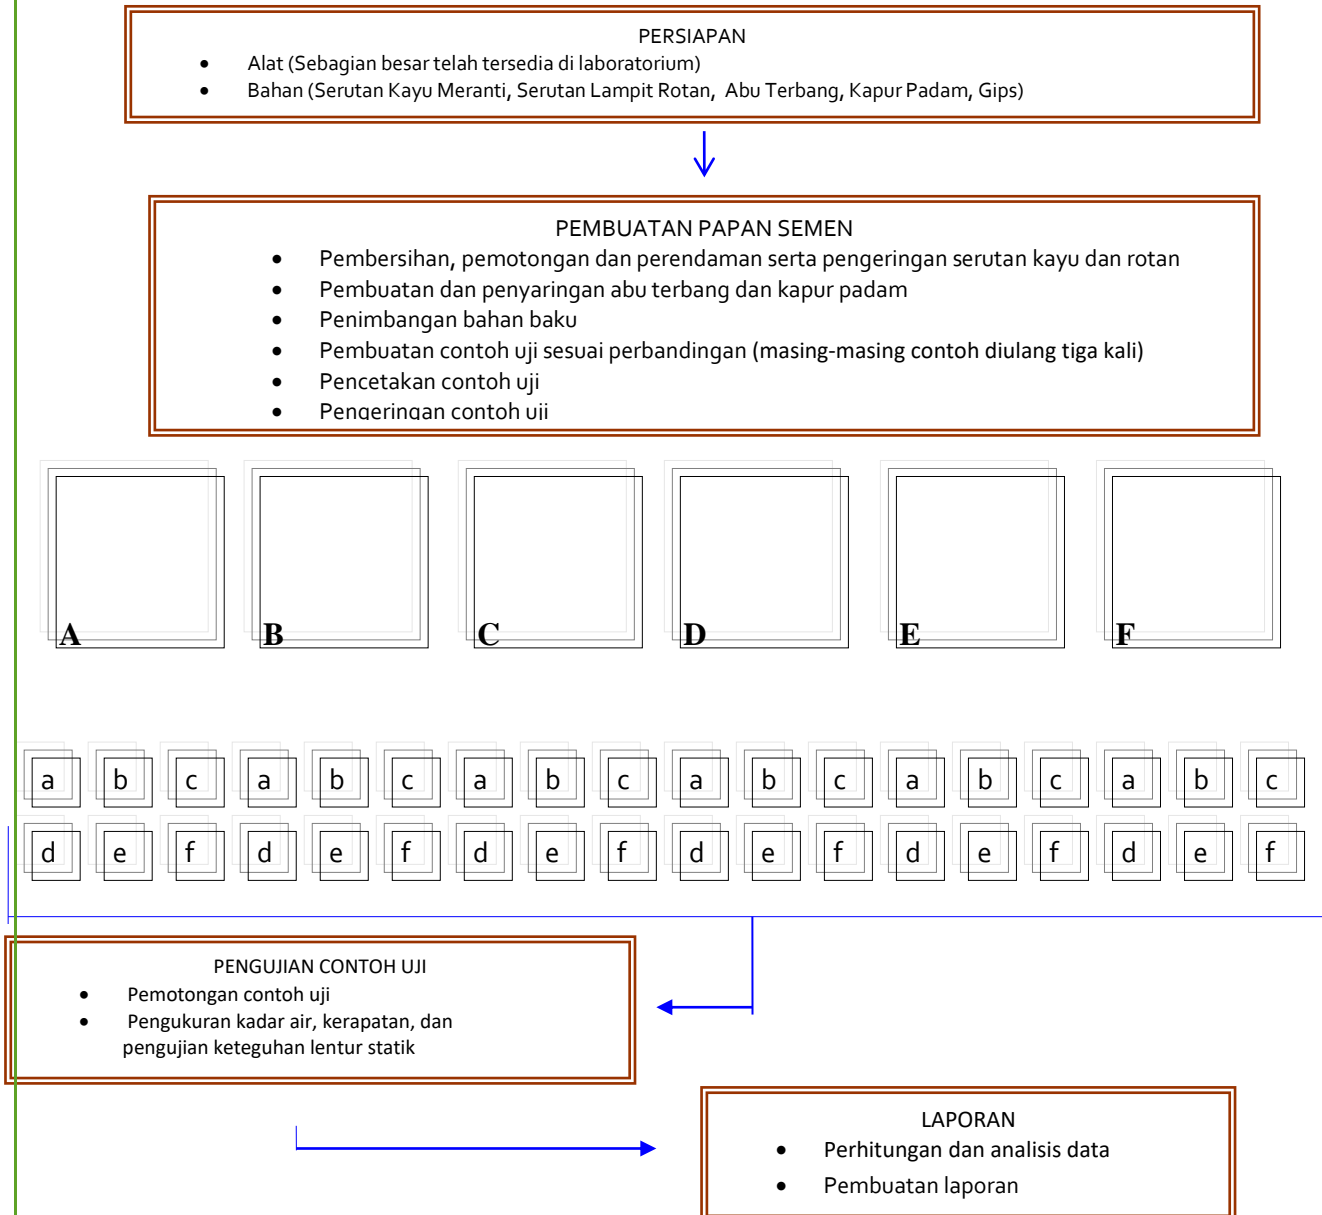 PERSIAPAN
• Alat (Sebagian besar telah tersedia di laboratorium)
• Bahan (Serutan Kayu Meranti, Serutan Lampit Rotan, Abu Terbang, Kapur Padam, Gips)
PEMBUATAN PAPAN SEMEN
• Pembersihan, pemotongan dan perendaman serta pengeringan serutan kayu dan rotan
• Pembuatan dan penyaringan abu terbang dan kapur padam
• Penimbangan bahan baku
• Pembuatan contoh uji sesuai perbandingan (masing-masing contoh diulang tiga kali)
• Pencetakan contoh uji
• Pengeringan contoh uji
A B C D E F
a b c a b c a b c a b c a b c a b c
d e f d e f d e f d e f d e f d e f
PENGUJIAN CONTOH UJI
• Pemotongan contoh uji
• Pengukuran kadar air, kerapatan, dan
pengujian keteguhan lentur statik
LAPORAN
• Perhitungan dan analisis data
• Pembuatan laporan